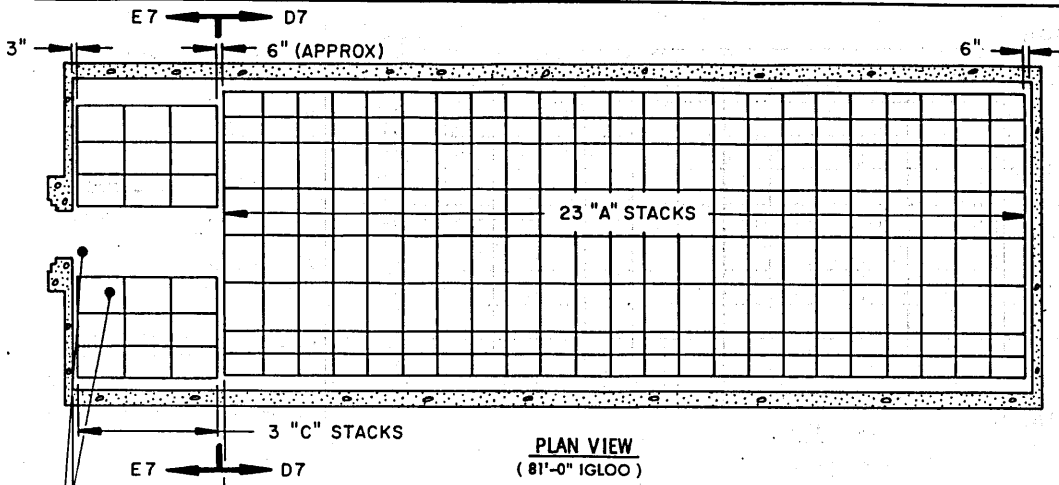 E7 D7
3" 6" (APPROX) 6"
23 "A" STACKS
3 "C" STACKS
E7 D7
PLAN VIEW
(81'-0" IGLOO)